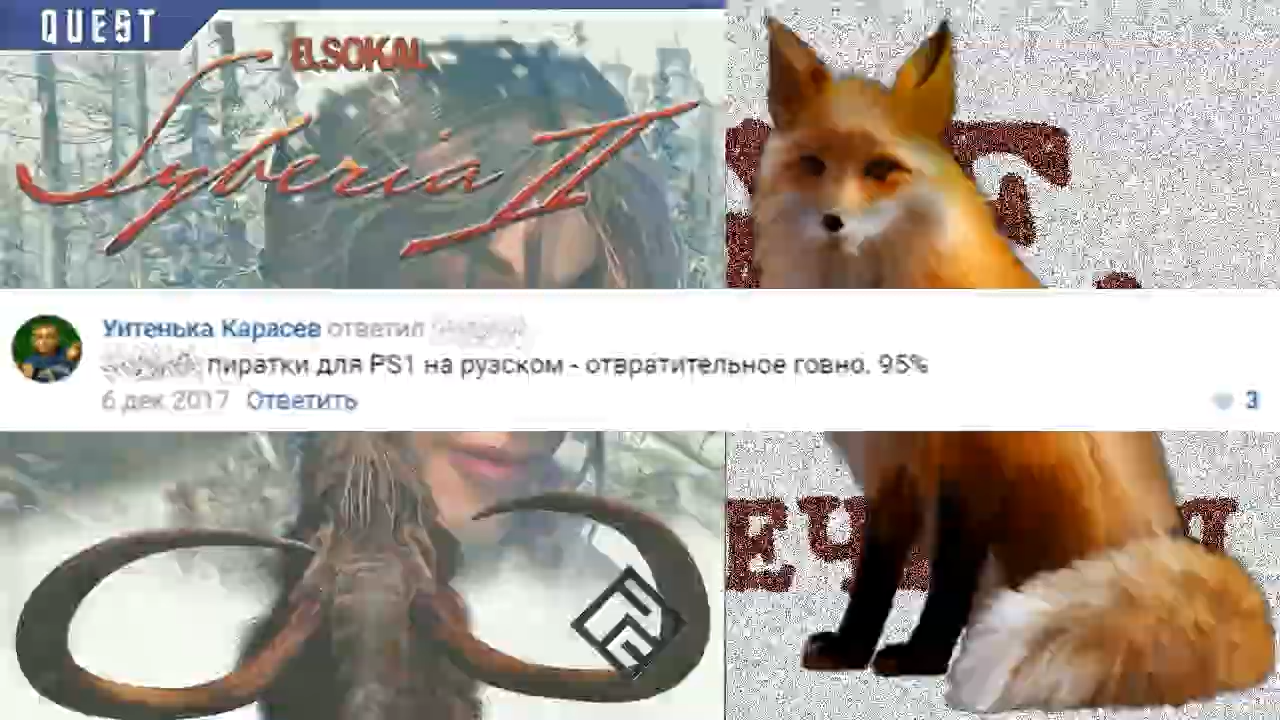 QUEST
B.SOKAL
Syberia II
Уитенька Карасев ответил
пиратки для PS1 на рузском - отвратительное говно. 95%
6 дек 2017 Ответить
3